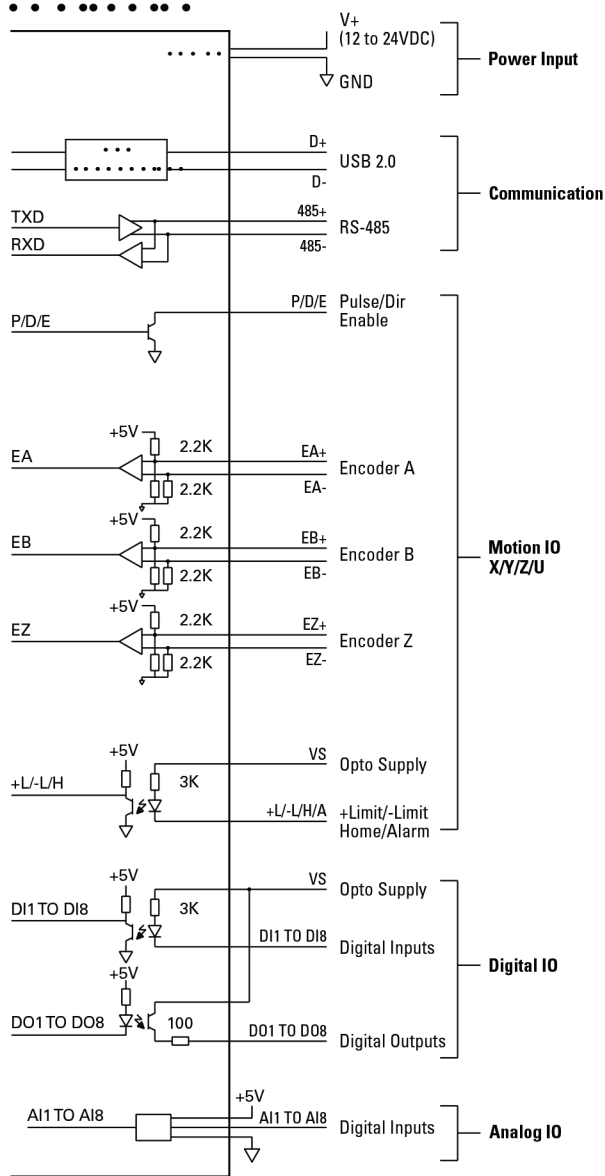 V+
(12 to 24VDC)
GND
Power Input
D+
USB 2.0
D-
Communication
TXD
485+
RS-485
RXD
485-
P/D/E
P/D/E
Pulse/Dir
Enable
+5V
2.2K
EA
EA+
Encoder A
EA-
2.2K
+5V
2.2K
EB
EB+
Encoder B
EB-
2.2K
Motion IO
X/Y/Z/U
+5V
2.2K
EZ
EZ+
Encoder Z
EZ-
2.2K
+5V
VS
Opto Supply
+L/-L/H
3K
+L/-L/H/A
+Limit/-Limit
Home/Alarm
+5V
VS
Opto Supply
DI1 TO DI8
3K
DI1 TO DI8
Digital Inputs
Digital IO
+5V
DO1 TO DO8
100
DO1 TO DO8
Digital Outputs
+5V
AI1 TO AI8
AI1 TO AI8
Digital Inputs
Analog IO